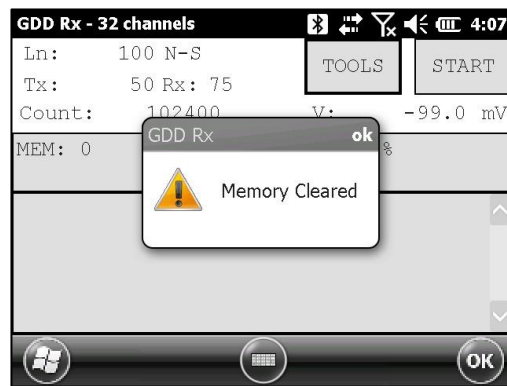 GDD Rx - 32 channels 4:07
Ln: 100 N-S
TOOLS START
Tx: 50 Rx: 75
Count: 102400 V: -99.0 mV
MEM: 0 %
GDD Rx ok
Memory Cleared
OK